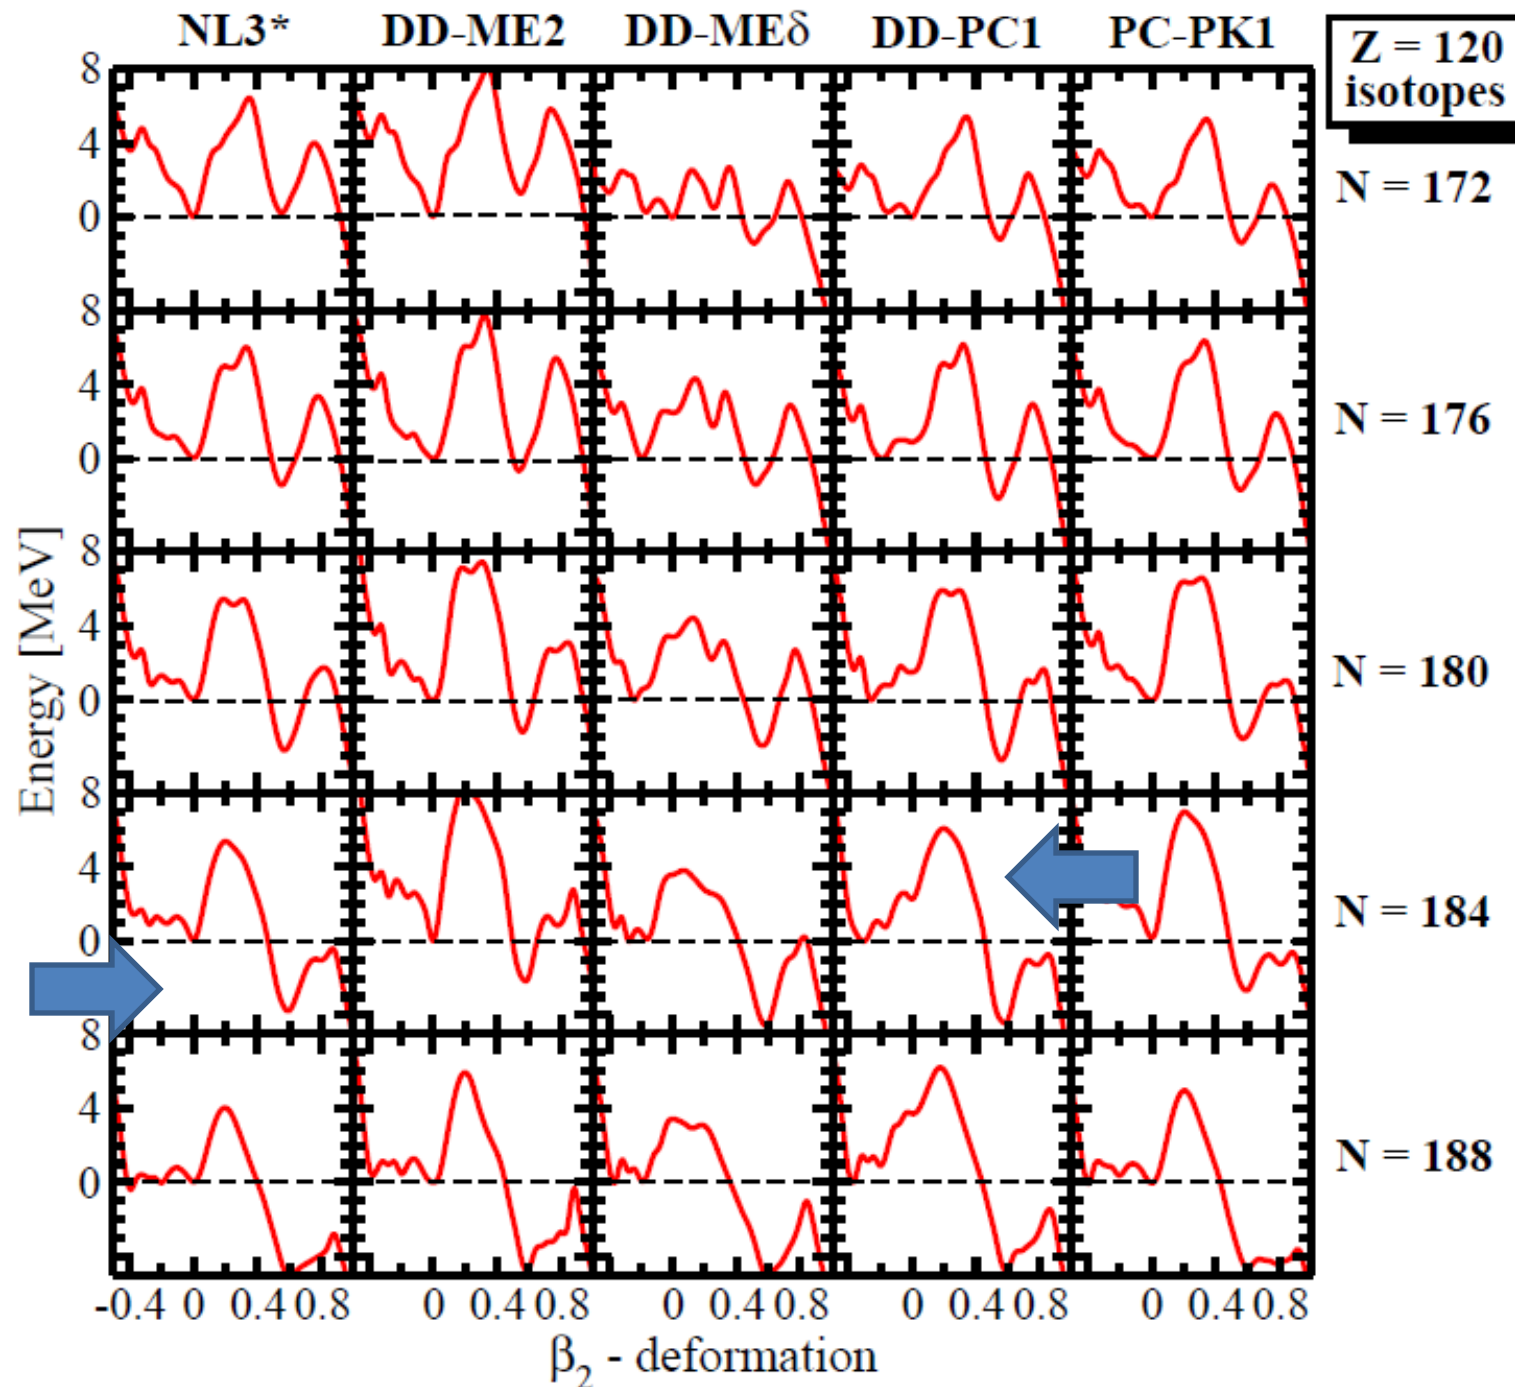 NL3* DD-ME2 DD-MEδ DD-PC1 PC-PK1
Z = 120
isotopes
8
4
0
N = 172
8
4
0
N = 176
8
4
0
N = 180
Energy [MeV]
8
4
0
N = 184
8
4
0
N = 188
-0.4 0 0.4 0.8 0 0.4 0.8 0 0.4 0.8 0 0.4 0.8 0 0.4 0.8
β₂ - deformation